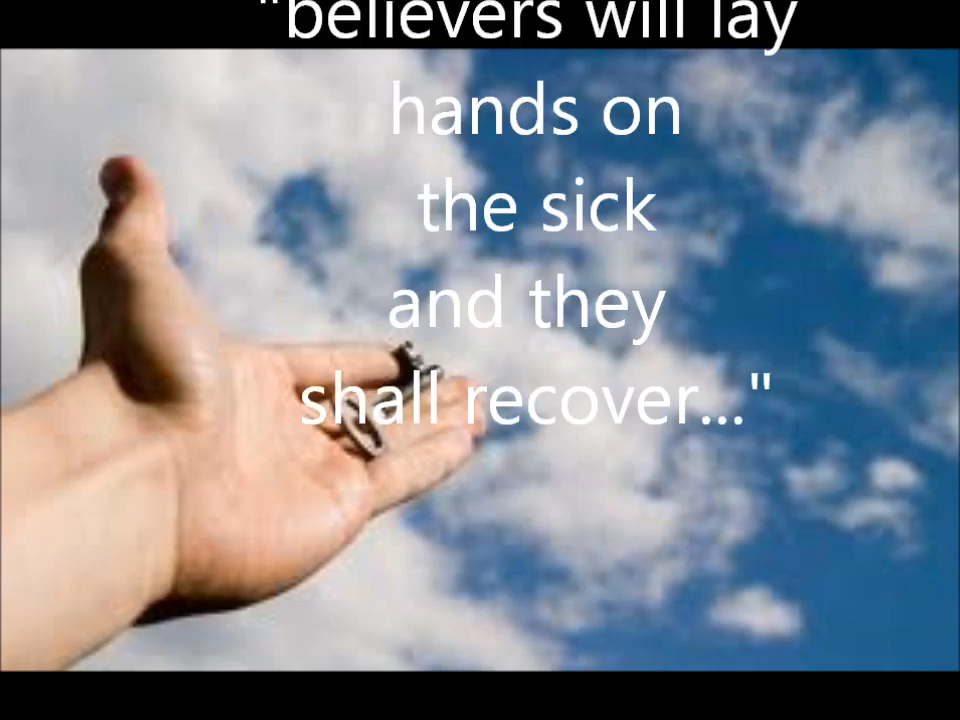 "believers will lay
hands on
the sick
and they
shall recover..."